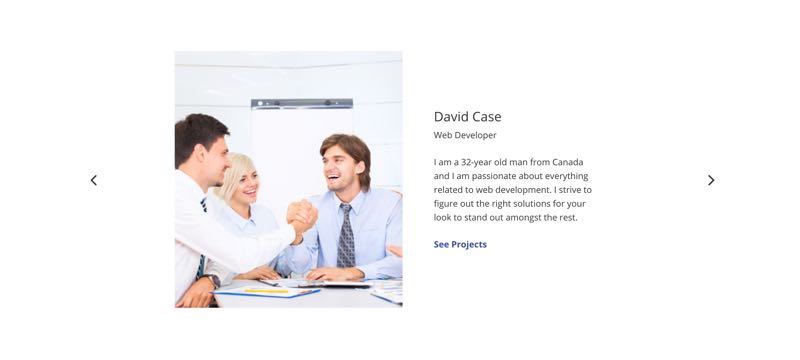 David Case
Web Developer
I am a 32-year old man from Canada
and I am passionate about everything
related to web development. I strive to
figure out the right solutions for your
look to stand out amongst the rest.
See Projects